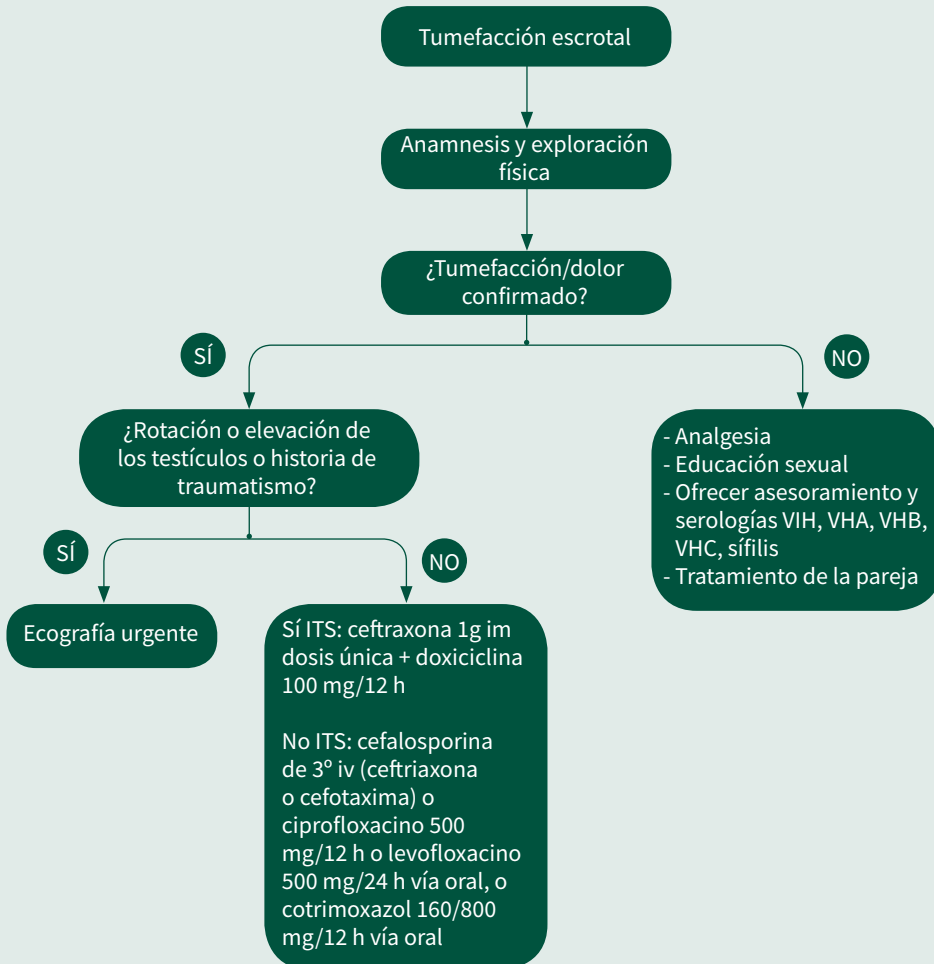 Tumefacción escrotal
Anamnesis y exploración
física
¿Tumefacción/dolor
confirmado?
SÍ
NO
¿Rotación o elevación de
los testículos o historia de
traumatismo?
- Analgesia
- Educación sexual
- Ofrecer asesoramiento y
serologías VIH, VHA, VHB,
VHC, sífilis
- Tratamiento de la pareja
SÍ
NO
Ecografía urgente
Sí ITS: ceftraxona 1g im
dosis única + doxiciclina
100 mg/12 h
No ITS: cefalosporina
de 3º iv (ceftriaxona
o cefotaxima) o
ciprofloxacino 500
mg/12 h o levofloxacino
500 mg/24 h vía oral, o
cotrimoxazol 160/800
mg/12 h vía oral